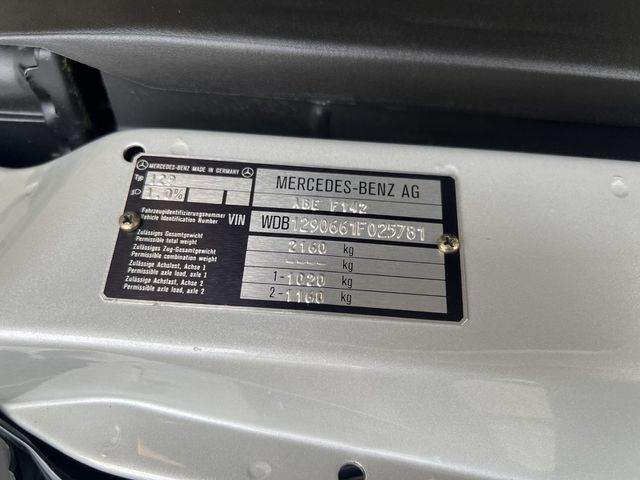 MERCEDES-BENZ MADE IN GERMANY
Typ 129
1.0%
MERCEDES-BENZ AG
ABE F142
Fahrzeugidentifizierungsnummer
Vehicle Identification Number VIN WDB1290661F025781
Zulässiges Gesamtgewicht
Permissible total weight 2160 kg
Zulässiges Zug-Gesamtgewicht
Permissible combination weight kg
Zulässige Achslast, Achse 1
Permissible axle load, axle 1 1-1020 kg
Zulässige Achslast, Achse 2
Permissible axle load, axle 2 2-1160 kg